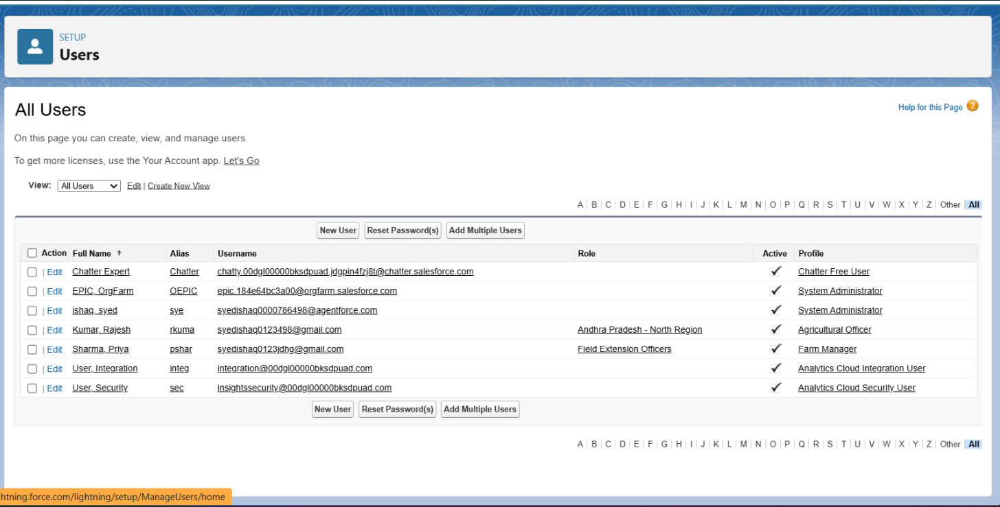 SETUP
Users
All Users
Help for this Page ?
On this page you can create, view, and manage users.
To get more licenses, use the Your Account app. Let's Go
View: All Users Edit | Create New View
A | B | C | D | E | F | G | H | I | J | K | L | M | N | O | P | Q | R | S | T | U | V | W | X | Y | Z | Other | All
New User Reset Password(s) Add Multiple Users
Action Full Name ↑ Alias Username Role Active Profile
| Edit Chatter Expert Chatter chatty.00dgl00000bksdpuad.jdgpin4fzj8t@chatter.salesforce.com ✓ Chatter Free User
| Edit EPIC, OrgFarm OEPIC epic.184e64bc3a00@orgfarm.salesforce.com ✓ System Administrator
| Edit ishaq, syed sye syedishaq0000786498@agentforce.com ✓ System Administrator
| Edit Kumar, Rajesh rkuma syedishaq0123498@gmail.com Andhra Pradesh - North Region ✓ Agricultural Officer
| Edit Sharma, Priya pshar syedishaq0123jdhg@gmail.com Field Extension Officers ✓ Farm Manager
| Edit User, Integration integ integration@00dgl00000bksdpuad.com ✓ Analytics Cloud Integration User
| Edit User, Security sec insightssecurity@00dgl00000bksdpuad.com ✓ Analytics Cloud Security User
New User Reset Password(s) Add Multiple Users
A | B | C | D | E | F | G | H | I | J | K | L | M | N | O | P | Q | R | S | T | U | V | W | X | Y | Z | Other | All
htning.force.com/lightning/setup/ManageUsers/home